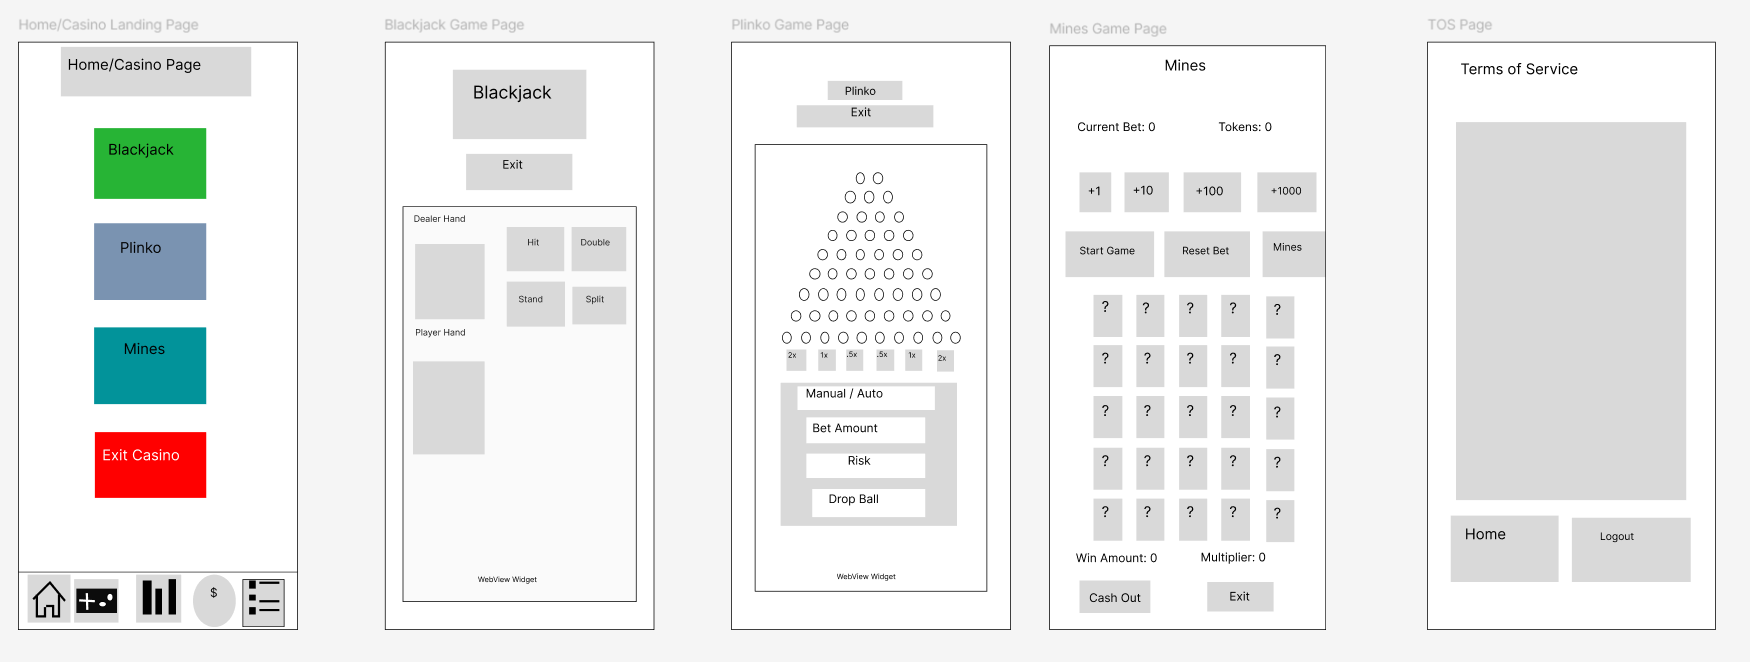 Home/Casino Landing Page
Home/Casino Page
Blackjack
Plinko
Mines
Exit Casino
$
Blackjack Game Page
Blackjack
Exit
Dealer Hand
Hit
Double
Stand
Split
Player Hand
WebView Widget
Plinko Game Page
Plinko
Exit
2x 1x .5x .5x 1x 2x
Manual / Auto
Bet Amount
Risk
Drop Ball
WebView Widget
Mines Game Page
Mines
Current Bet: 0 Tokens: 0
+1 +10 +100 +1000
Start Game Reset Bet Mines
? ? ? ? ?
? ? ? ? ?
? ? ? ? ?
? ? ? ? ?
? ? ? ? ?
Win Amount: 0 Multiplier: 0
Cash Out Exit
TOS Page
Terms of Service
Home Logout